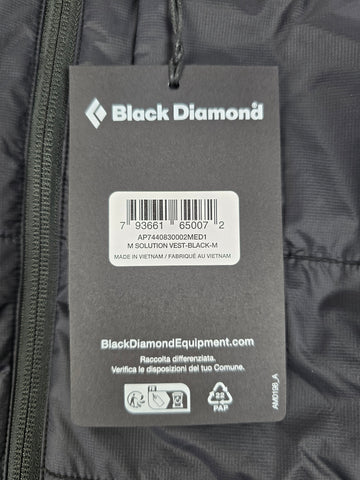 Black Diamond
7 93661 65007 2
AP7440830002MED1
M SOLUTION VEST-BLACK-M
MADE IN VIETNAM / FABRIQUÉ AU VIETNAM
BlackDiamondEquipment.com
Raccolta differenziata.
Verifica le disposizioni del tuo Comune.
22
PAP
AM0198_A